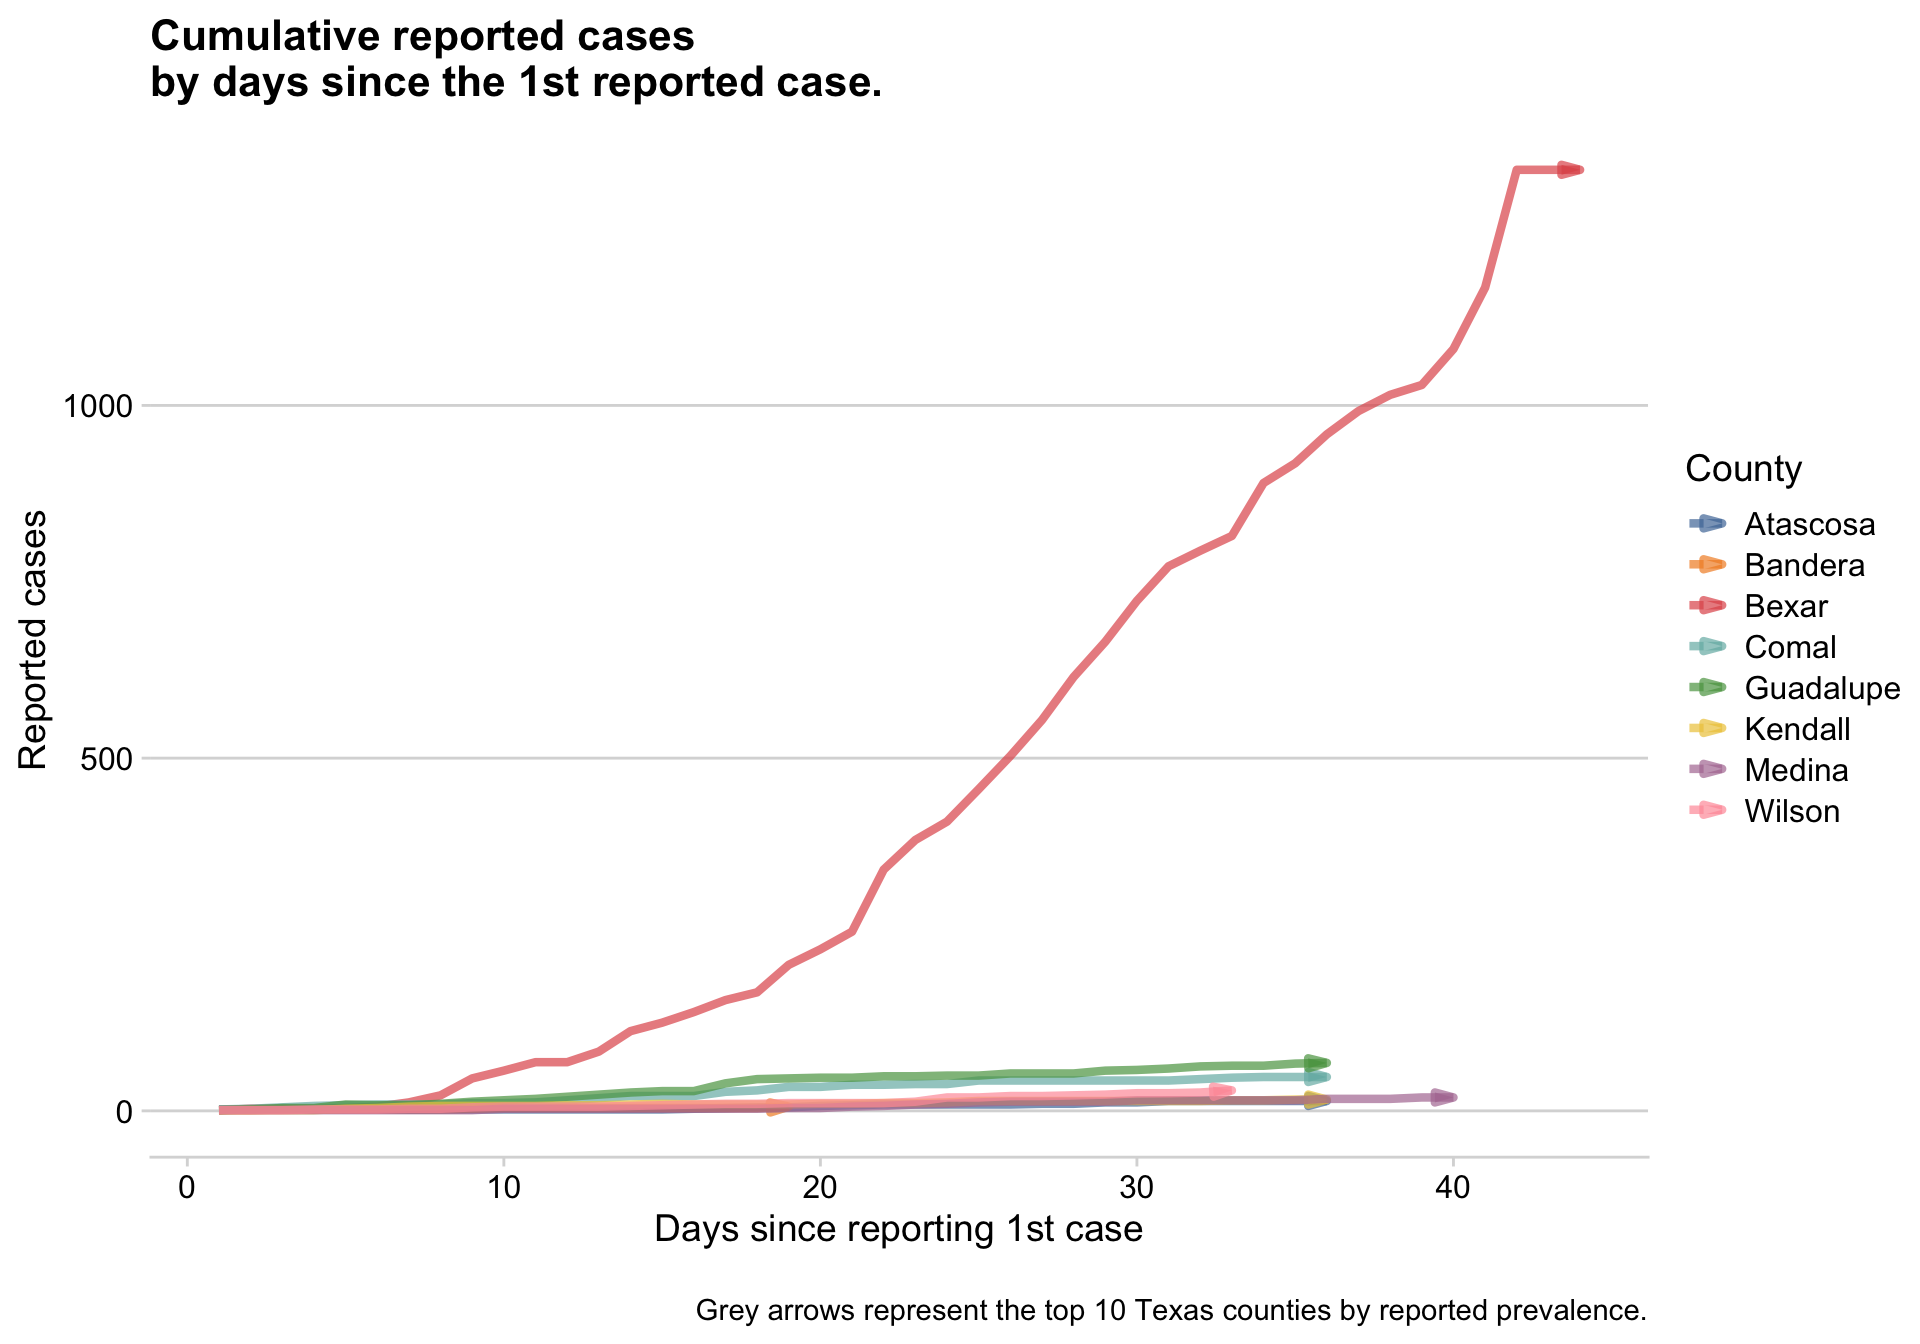 Cumulative reported cases
by days since the 1st reported case.
1000
500
0
Reported cases
0 10 20 30 40
Days since reporting 1st case
County
Atascosa
Bandera
Bexar
Comal
Guadalupe
Kendall
Medina
Wilson
Grey arrows represent the top 10 Texas counties by reported prevalence.